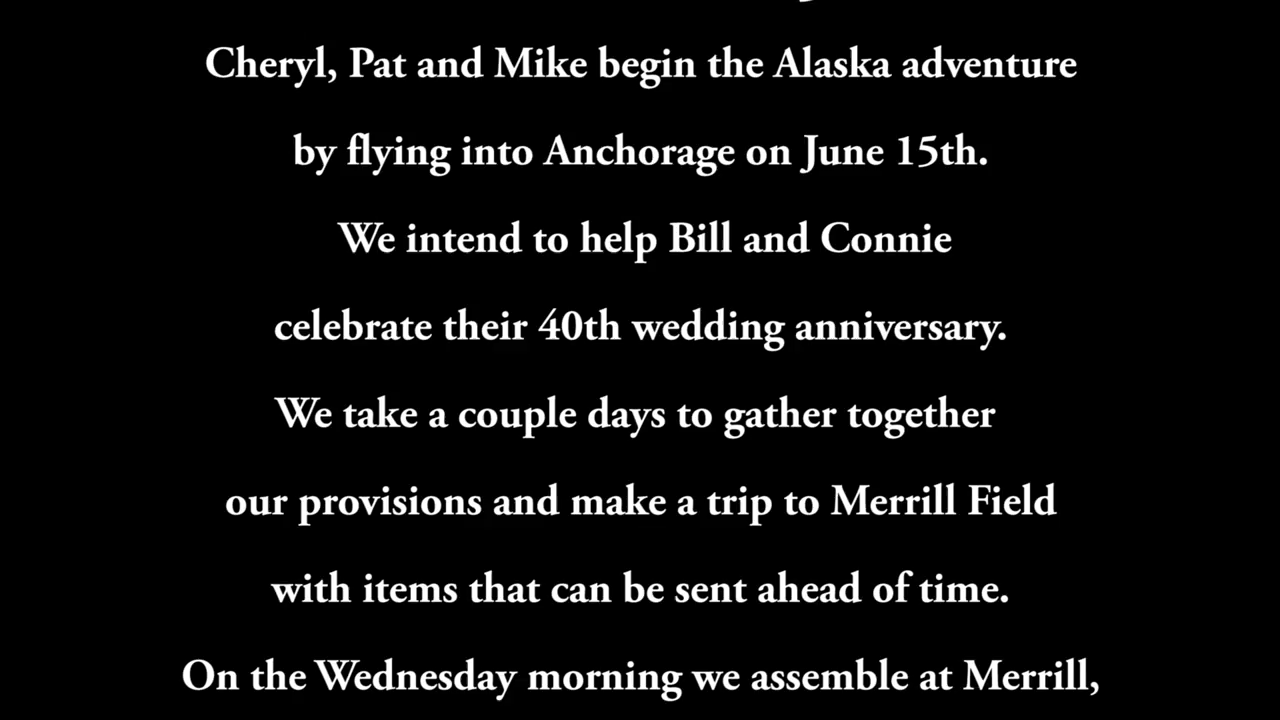 Cheryl, Pat and Mike begin the Alaska adventure
by flying into Anchorage on June 15th.
We intend to help Bill and Connie
celebrate their 40th wedding anniversary.
We take a couple days to gather together
our provisions and make a trip to Merrill Field
with items that can be sent ahead of time.
On the Wednesday morning we assemble at Merrill,